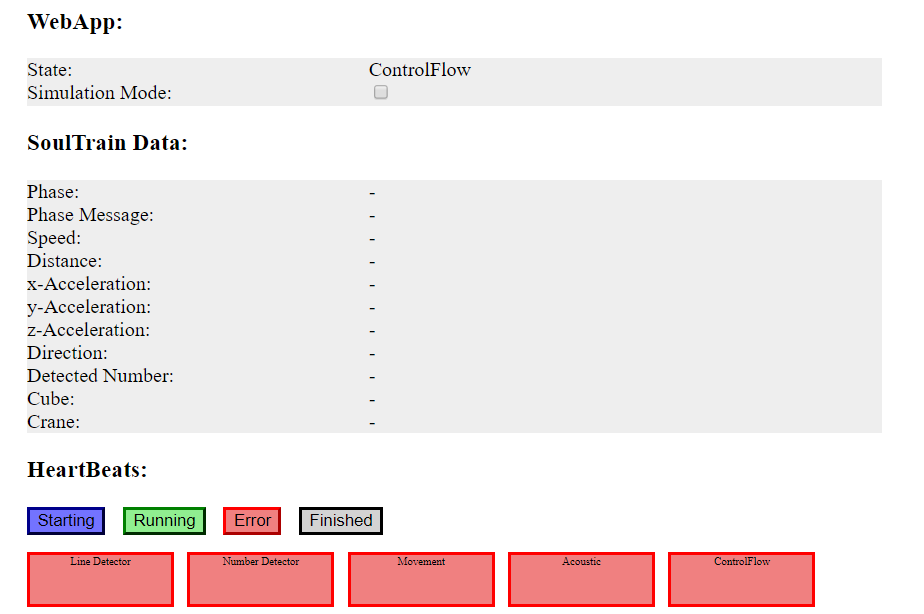 WebApp:
State: ControlFlow
Simulation Mode:
SoulTrain Data:
Phase: -
Phase Message: -
Speed: -
Distance: -
x-Acceleration: -
y-Acceleration: -
z-Acceleration: -
Direction: -
Detected Number: -
Cube: -
Crane: -
HeartBeats:
Starting Running Error Finished
Line Detector Number Detector Movement Acoustic ControlFlow